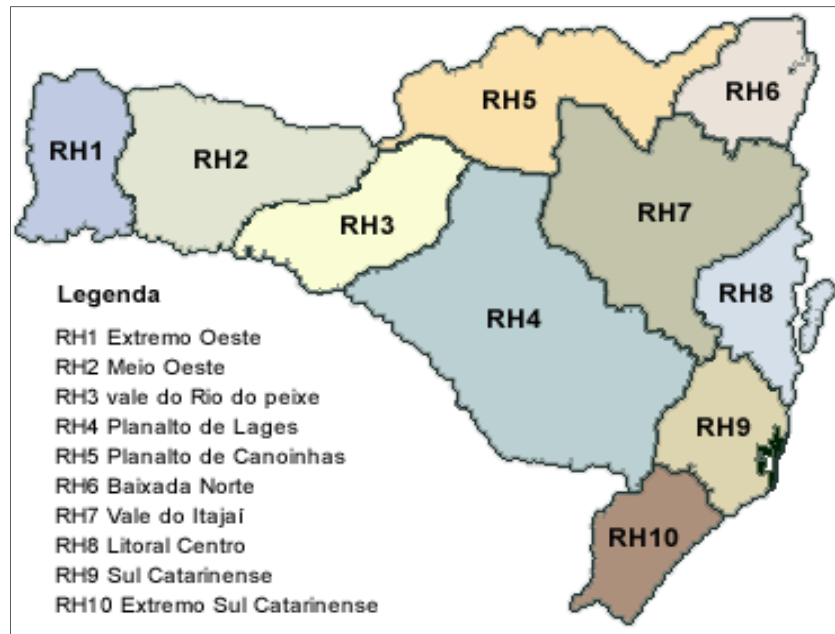 RH6
RH5
RH1
RH2
RH7
RH3
RH8
RH4
RH9
RH10
Legenda
RH1 Extremo Oeste
RH2 Meio Oeste
RH3 vale do Rio do peixe
RH4 Planalto de Lages
RH5 Planalto de Canoinhas
RH6 Baixada Norte
RH7 Vale do Itajaí
RH8 Litoral Centro
RH9 Sul Catarinense
RH10 Extremo Sul Catarinense